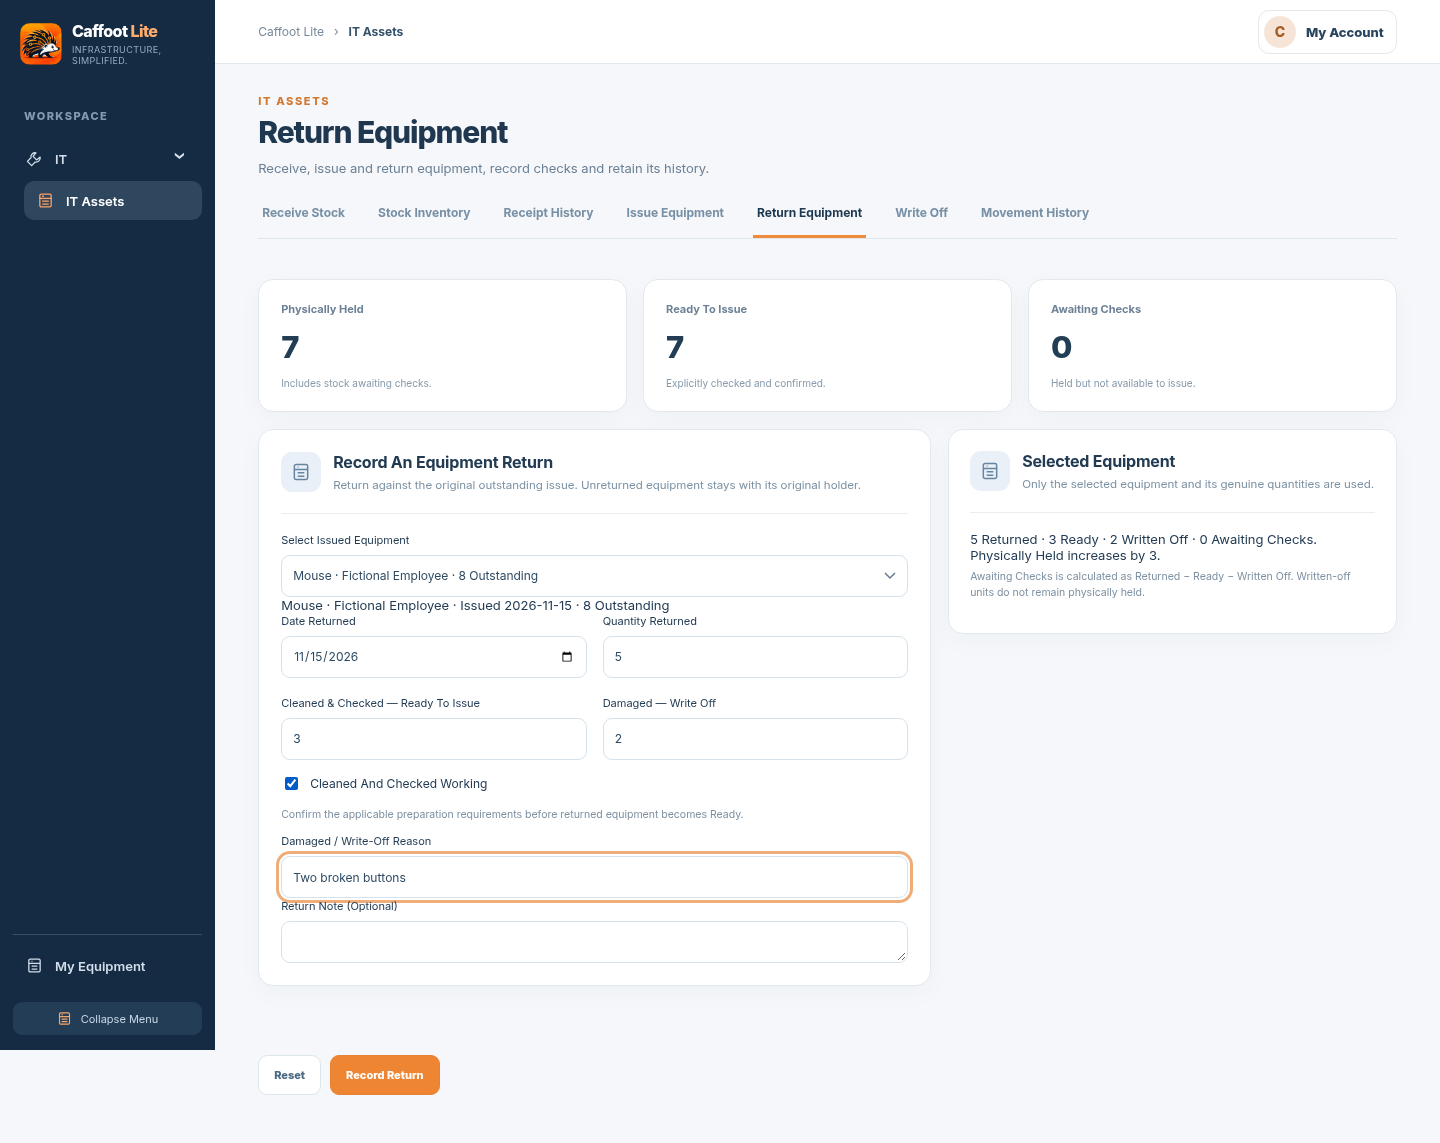 Caffoot Lite
INFRASTRUCTURE,
SIMPLIFIED.
WORKSPACE
IT
IT Assets
My Equipment
Collapse Menu
Caffoot Lite › IT Assets
C My Account
IT ASSETS
Return Equipment
Receive, issue and return equipment, record checks and retain its history.
Receive Stock Stock Inventory Receipt History Issue Equipment Return Equipment Write Off Movement History
Physically Held
7
Includes stock awaiting checks.
Ready To Issue
7
Explicitly checked and confirmed.
Awaiting Checks
0
Held but not available to issue.
Record An Equipment Return
Return against the original outstanding issue. Unreturned equipment stays with its original holder.
Select Issued Equipment
Mouse · Fictional Employee · 8 Outstanding
Mouse · Fictional Employee · Issued 2026-11-15 · 8 Outstanding
Date Returned
11/15/2026
Quantity Returned
5
Cleaned & Checked — Ready To Issue
3
Damaged — Write Off
2
Cleaned And Checked Working
Confirm the applicable preparation requirements before returned equipment becomes Ready.
Damaged / Write-Off Reason
Two broken buttons
Return Note (Optional)
Selected Equipment
Only the selected equipment and its genuine quantities are used.
5 Returned · 3 Ready · 2 Written Off · 0 Awaiting Checks.
Physically Held increases by 3.
Awaiting Checks is calculated as Returned − Ready − Written Off. Written-off
units do not remain physically held.
Reset
Record Return